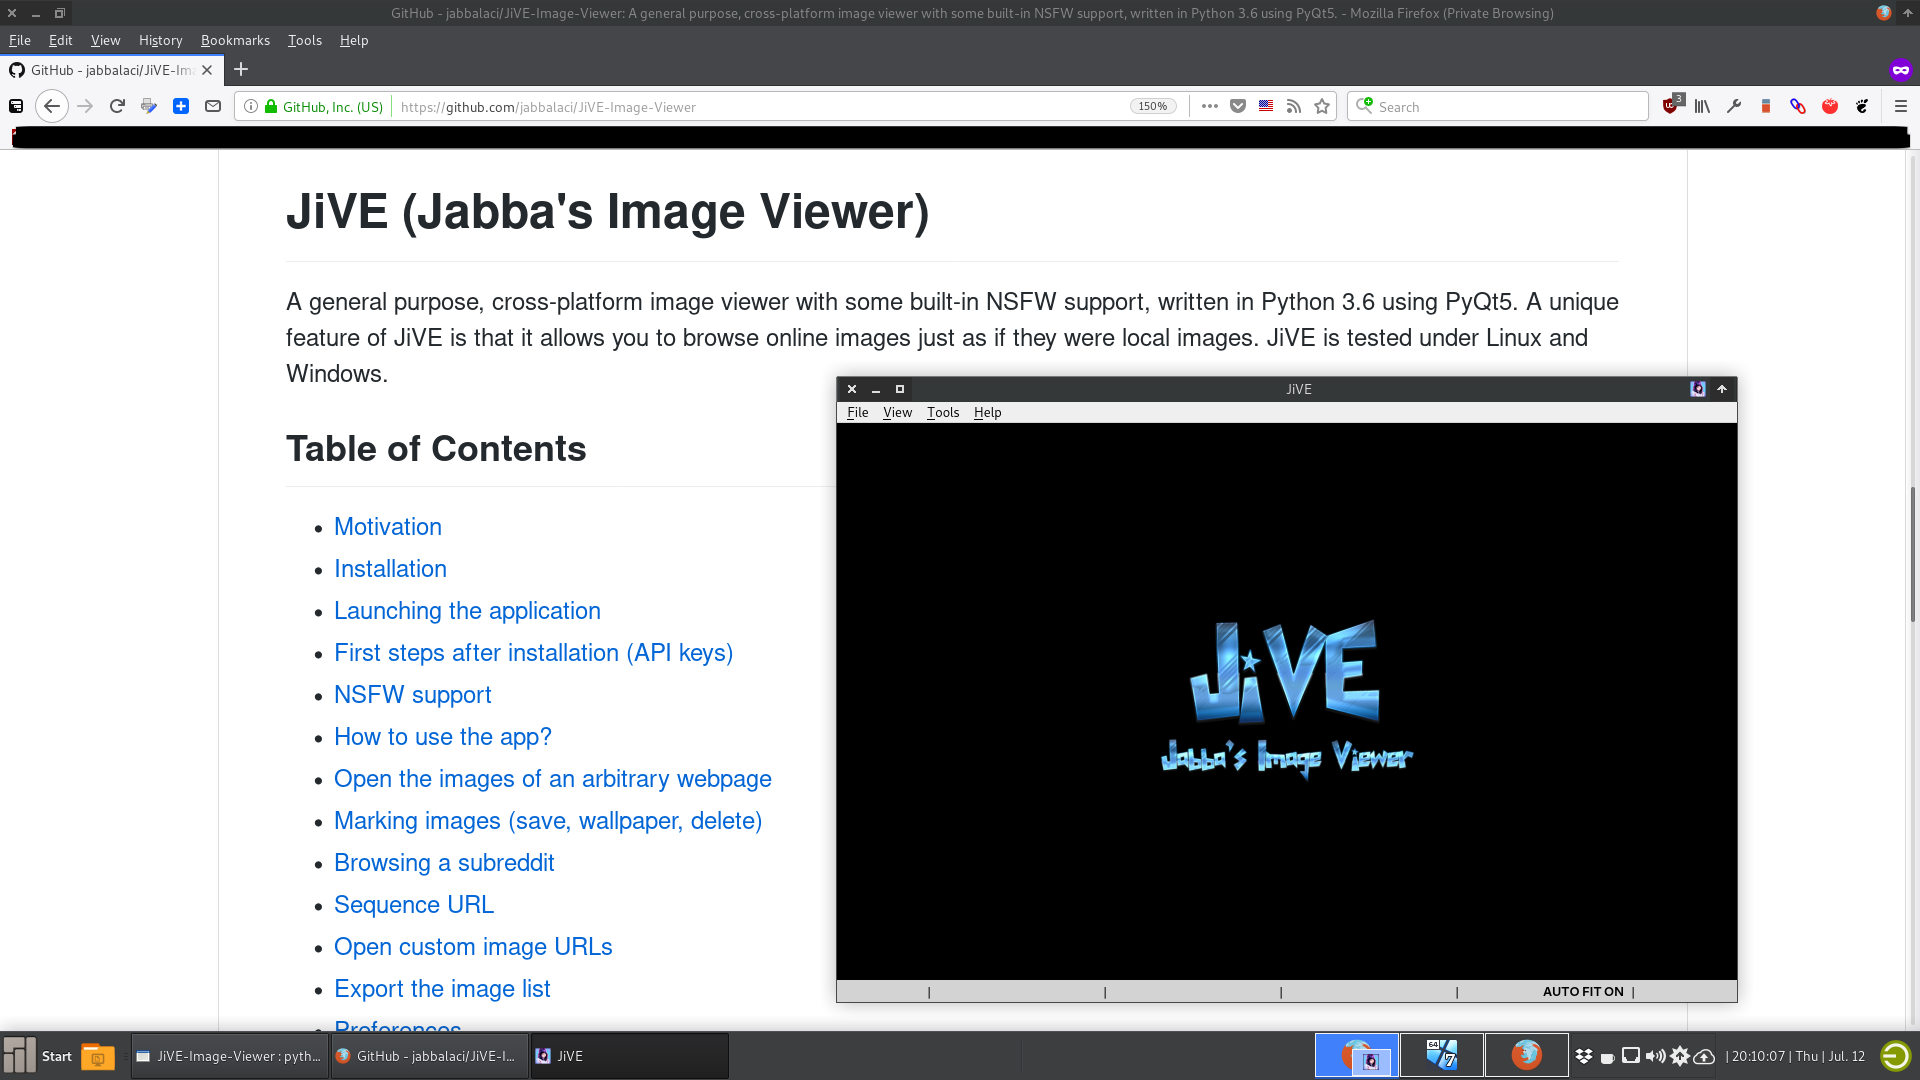 GitHub - jabbalaci/JiVE-Image-Viewer: A general purpose, cross-platform image viewer with some built-in NSFW support, written in Python 3.6 using PyQt5. - Mozilla Firefox (Private Browsing)
File Edit View History Bookmarks Tools Help
GitHub - jabbalaci/JiVE-Im
GitHub, Inc. (US) https://github.com/jabbalaci/JiVE-Image-Viewer 150% Search 3
JiVE (Jabba's Image Viewer)
A general purpose, cross-platform image viewer with some built-in NSFW support, written in Python 3.6 using PyQt5. A unique
feature of JiVE is that it allows you to browse online images just as if they were local images. JiVE is tested under Linux and
Windows.
Table of Contents
• Motivation
• Installation
• Launching the application
• First steps after installation (API keys)
• NSFW support
• How to use the app?
• Open the images of an arbitrary webpage
• Marking images (save, wallpaper, delete)
• Browsing a subreddit
• Sequence URL
• Open custom image URLs
• Export the image list
• Preferences
JiVE
File View Tools Help
JiVE
Jabba's Image Viewer
| | | | AUTO FIT ON |
Start JiVE-Image-Viewer : pyth... GitHub - jabbalaci/JiVE-I... JiVE 64 7 | 20:10:07 | Thu | Jul. 12